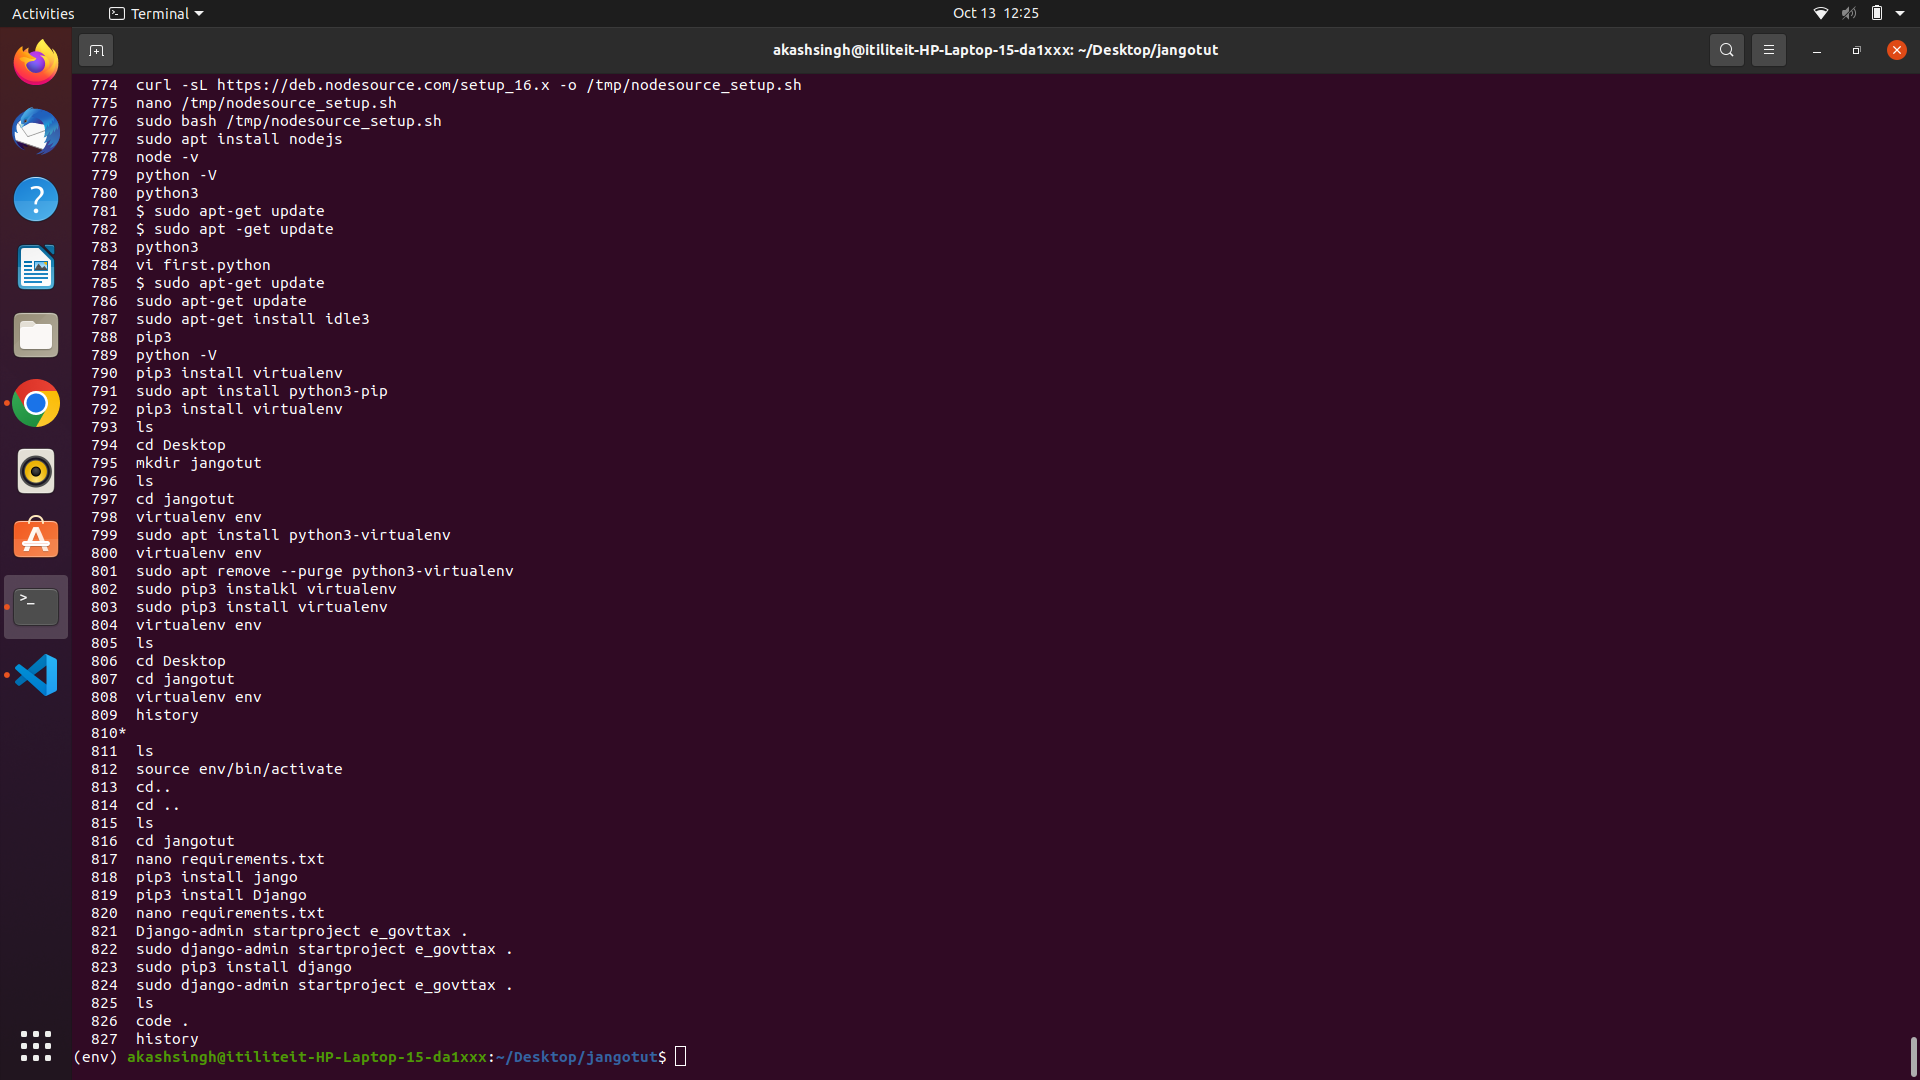 Activities
Terminal
Oct 13 12:25
akashsingh@itiliteit-HP-Laptop-15-da1xxx: ~/Desktop/jangotut
774 curl -sL https://deb.nodesource.com/setup_16.x -o /tmp/nodesource_setup.sh
775 nano /tmp/nodesource_setup.sh
776 sudo bash /tmp/nodesource_setup.sh
777 sudo apt install nodejs
778 node -v
779 python -V
780 python3
781 $ sudo apt-get update
782 $ sudo apt -get update
783 python3
784 vi first.python
785 $ sudo apt-get update
786 sudo apt-get update
787 sudo apt-get install idle3
788 pip3
789 python -V
790 pip3 install virtualenv
791 sudo apt install python3-pip
792 pip3 install virtualenv
793 ls
794 cd Desktop
795 mkdir jangotut
796 ls
797 cd jangotut
798 virtualenv env
799 sudo apt install python3-virtualenv
800 virtualenv env
801 sudo apt remove --purge python3-virtualenv
802 sudo pip3 instalkl virtualenv
803 sudo pip3 install virtualenv
804 virtualenv env
805 ls
806 cd Desktop
807 cd jangotut
808 virtualenv env
809 history
810*
811 ls
812 source env/bin/activate
813 cd..
814 cd ..
815 ls
816 cd jangotut
817 nano requirements.txt
818 pip3 install jango
819 pip3 install Django
820 nano requirements.txt
821 Django-admin startproject e_govttax .
822 sudo django-admin startproject e_govttax .
823 sudo pip3 install django
824 sudo django-admin startproject e_govttax .
825 ls
826 code .
827 history
(env) akashsingh@itiliteit-HP-Laptop-15-da1xxx:~/Desktop/jangotut$